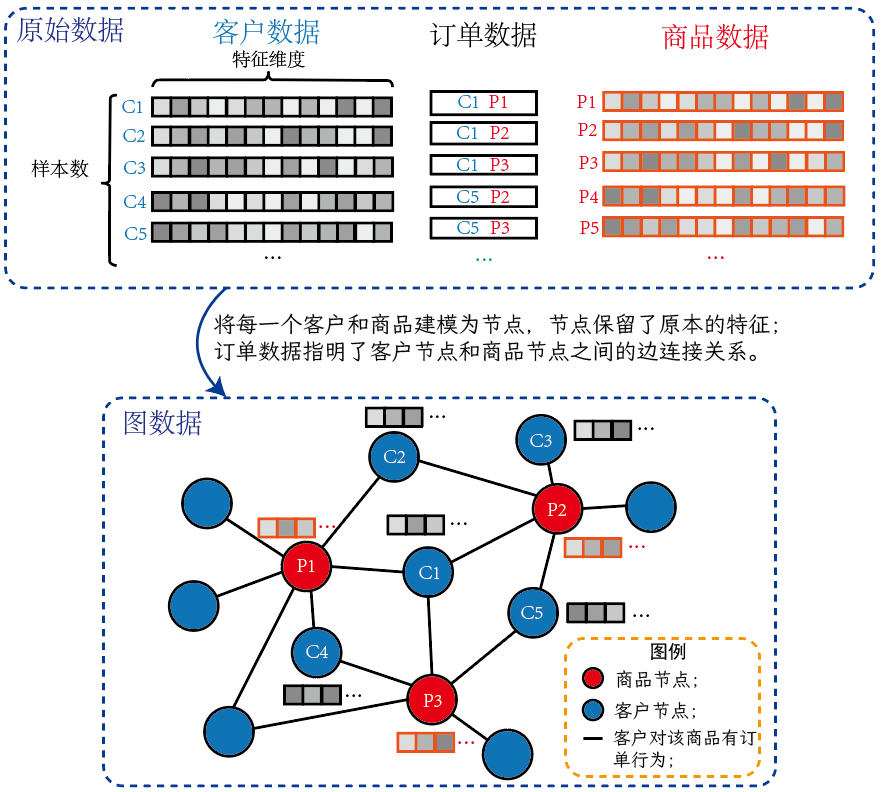 原始数据
客户数据
订单数据
商品数据
特征维度
样本数
C1
C2
C3
C4
C5
...
C1 P1
C1 P2
C1 P3
C5 P2
C5 P3
...
P1
P2
P3
P4
P5
...
将每一个客户和商品建模为节点，节点保留了原本的特征；
订单数据指明了客户节点和商品节点之间的边连接关系。
图数据
...
C2
C3
...
P2
...
...
P1
C1
...
C5
...
C4
...
P3
...
图例
商品节点；
客户节点；
客户对该商品有订
单行为；